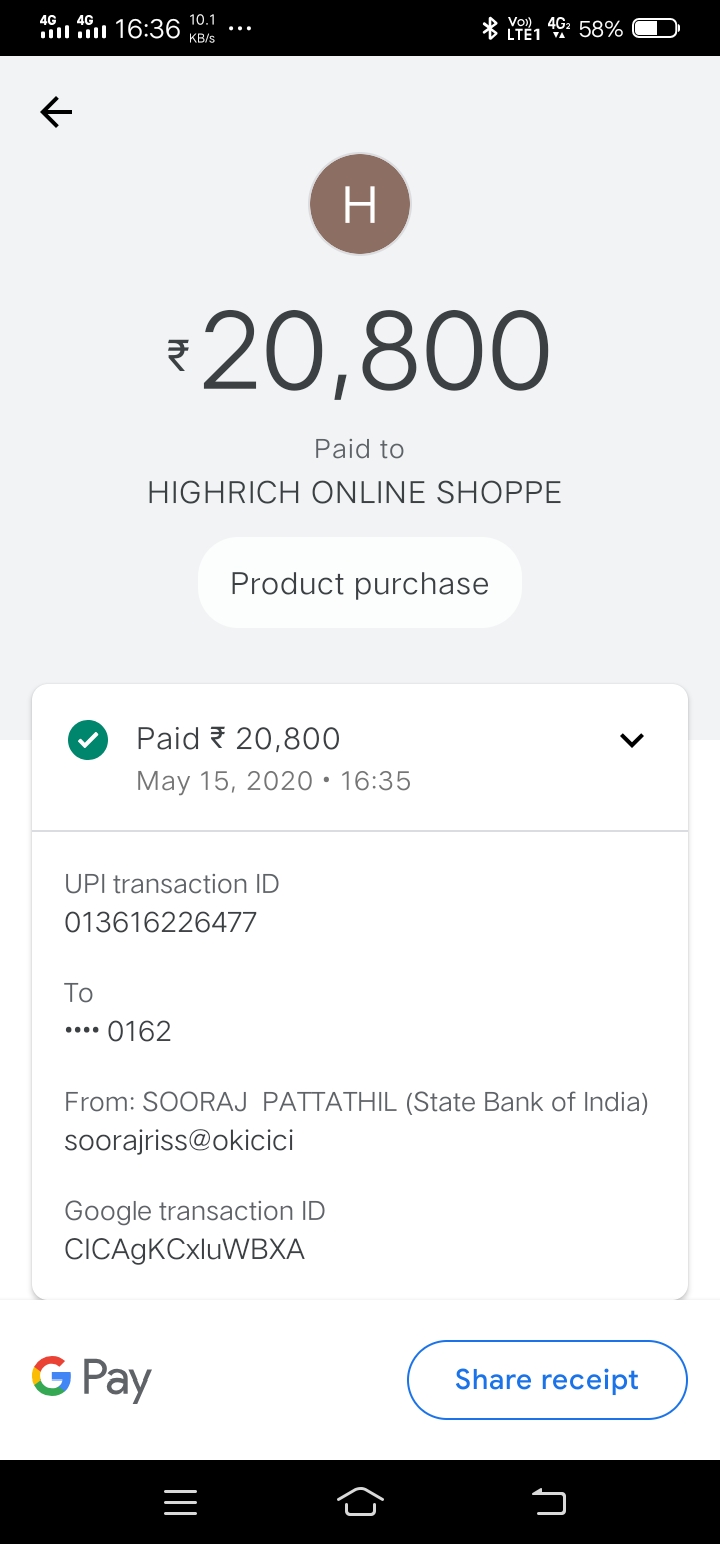 4G 4G 16:36 10.1 KB/s ... Vo)) LTE1 4G2 58%
H
₹20,800
Paid to
HIGHRICH ONLINE SHOPPE
Product purchase
Paid ₹ 20,800
May 15, 2020 • 16:35
UPI transaction ID
013616226477
To
•••• 0162
From: SOORAJ PATTATHIL (State Bank of India)
soorajriss@okicici
Google transaction ID
CICAgKCxluWBXA
G Pay
Share receipt